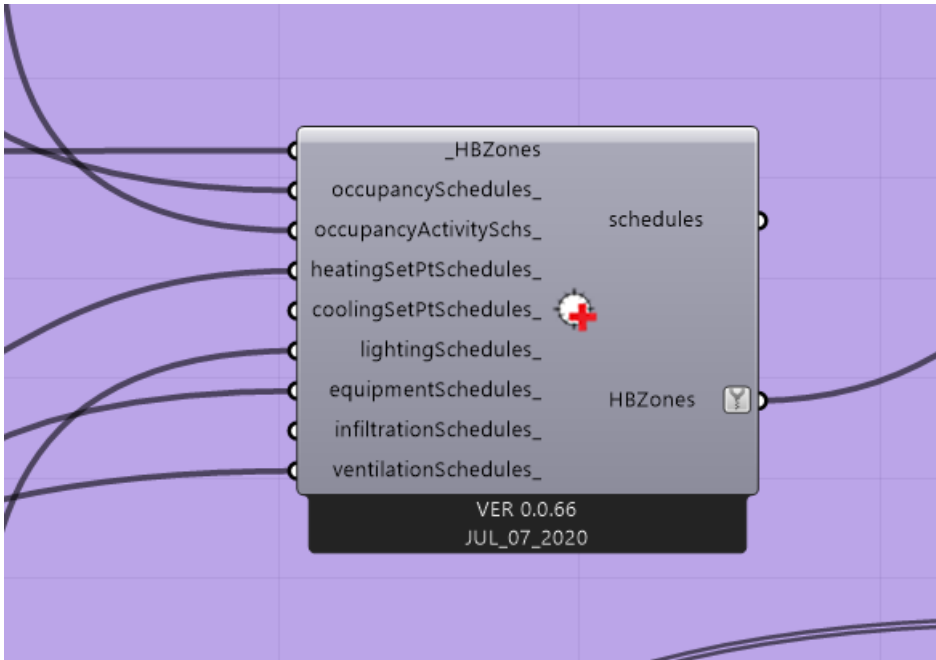 _HBZones
occupancySchedules_
occupancyActivitySchs_
heatingSetPtSchedules_
coolingSetPtSchedules_
lightingSchedules_
equipmentSchedules_
infiltrationSchedules_
ventilationSchedules_
schedules
HBZones
VER 0.0.66
JUL_07_2020